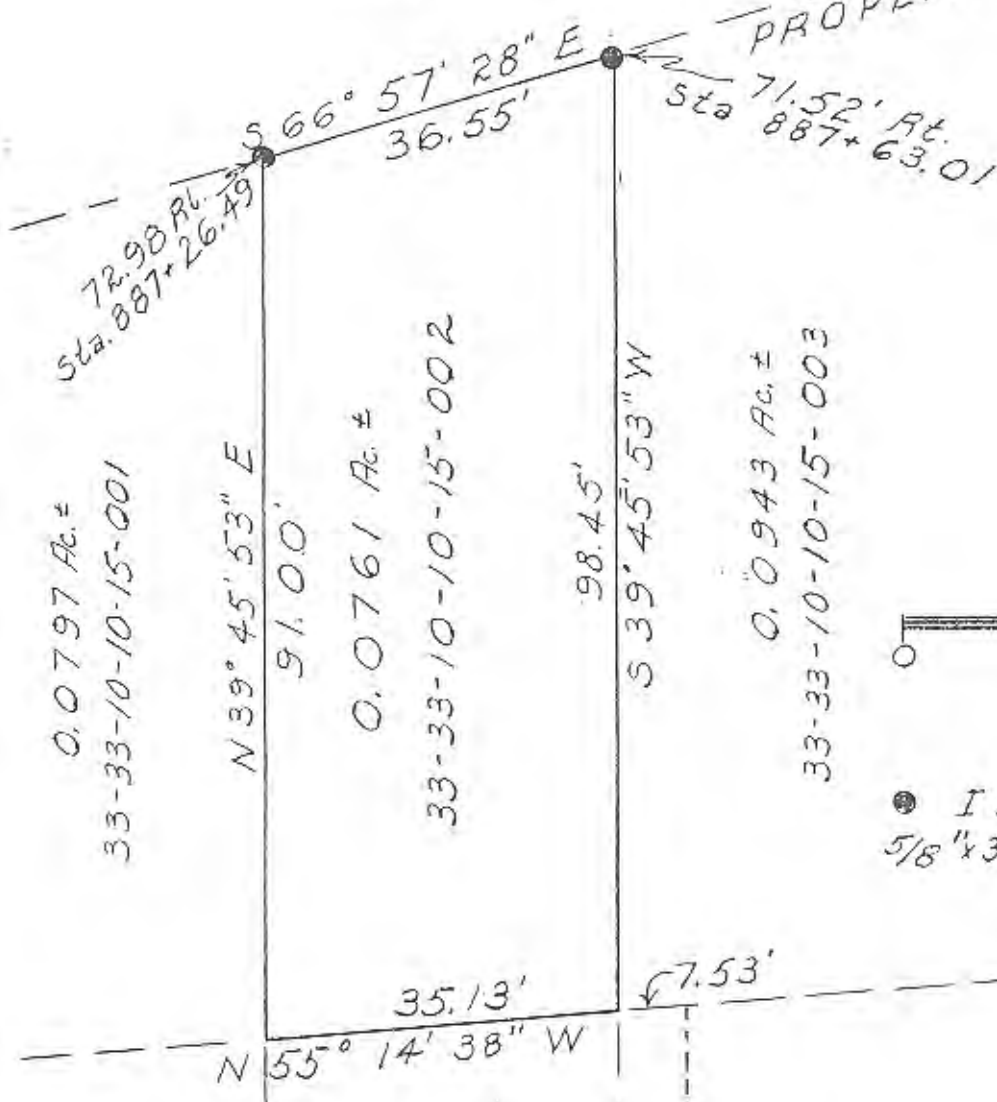 PROPE
S 66° 57' 28" E
36.55'
71.52' Rt.
Sta 887+63.01
72.98 Rt.
Sta. 887+26.49
0.0797 Ac.±
33-33-10-10-15-001
N 39° 45' 53" E
91.00'
0.0761 Ac.±
33-33-10-10-15-002
98.45'
S 39° 45' 53" W
0.0943 Ac.±
33-33-10-10-15-003
I
5/8"x3
35.13'
7.53'
N 55° 14' 38" W